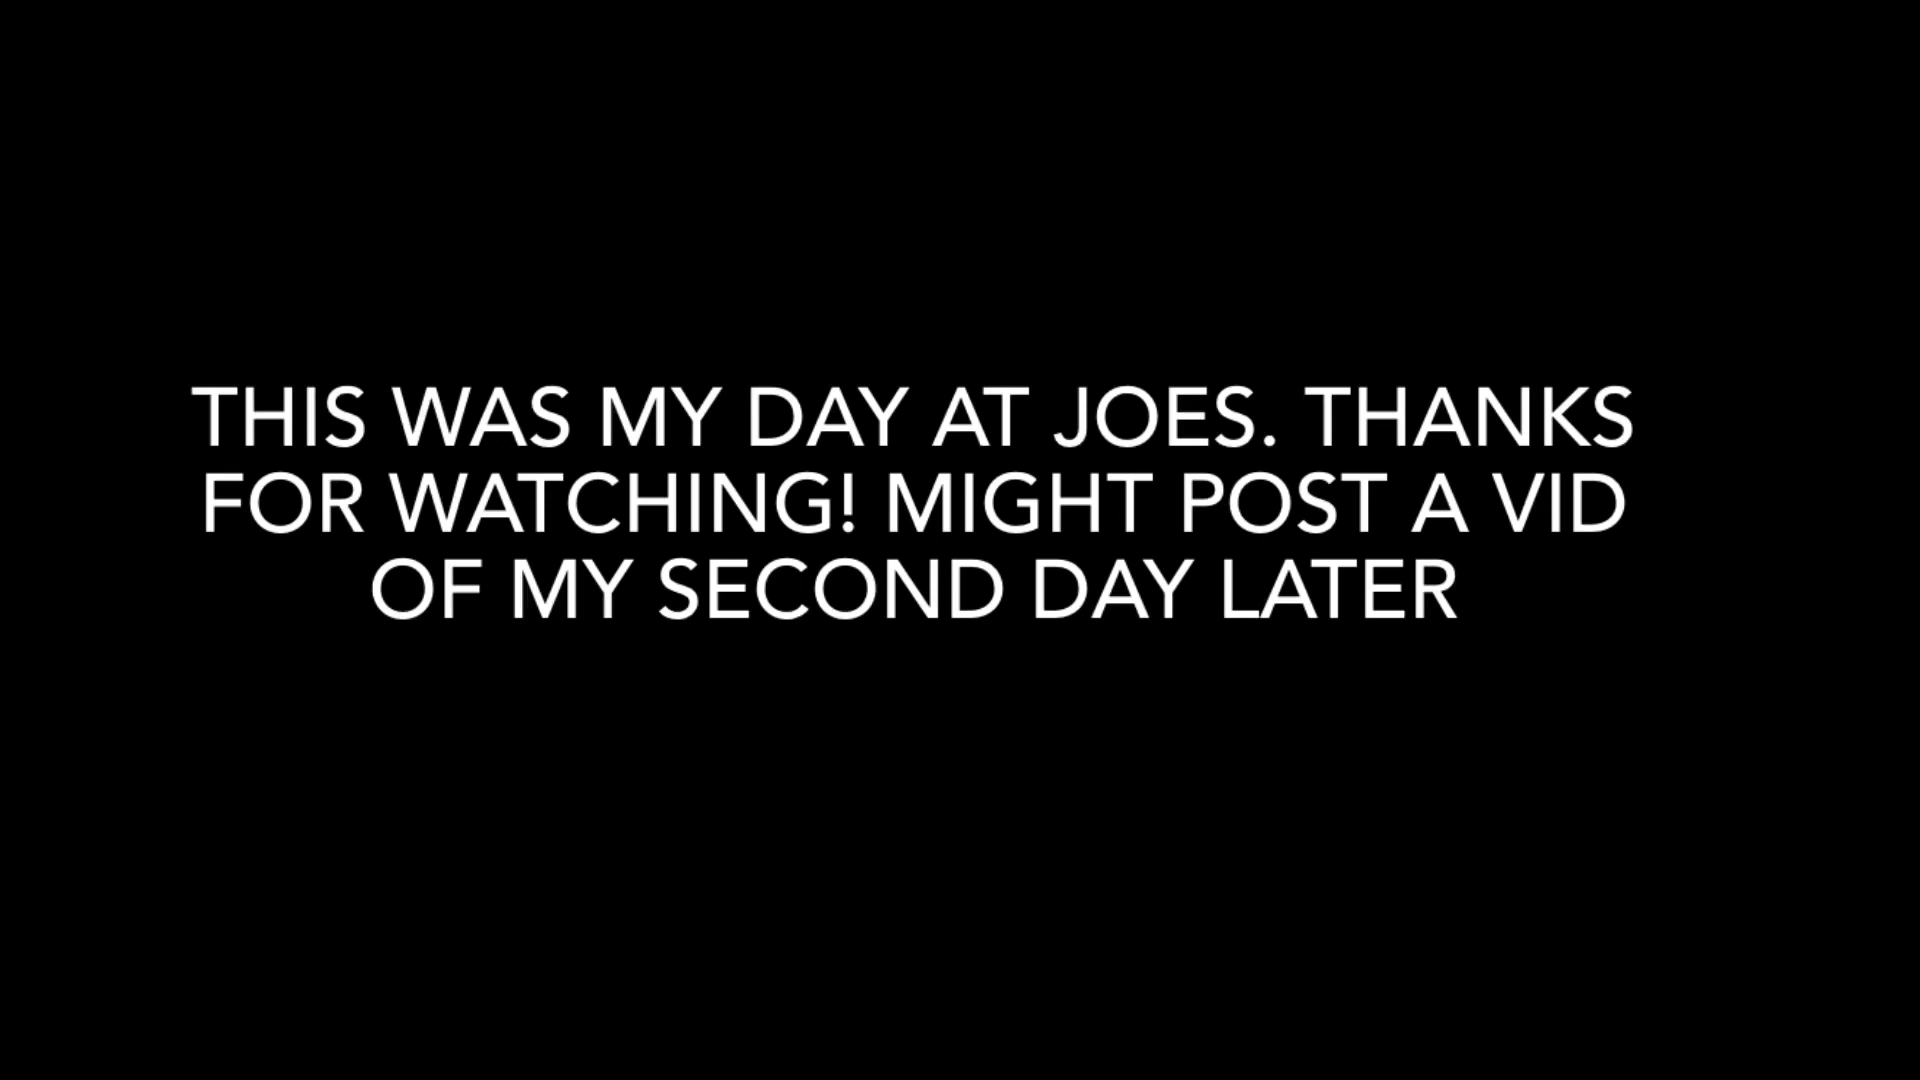 THIS WAS MY DAY AT JOES. THANKS
FOR WATCHING! MIGHT POST A VID
OF MY SECOND DAY LATER